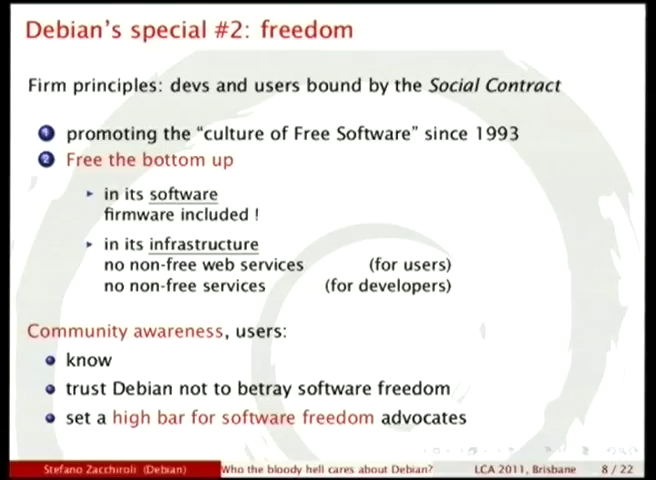 Debian's special #2: freedom
Firm principles: devs and users bound by the Social Contract
1 promoting the “culture of Free Software” since 1993
2 Free the bottom up
in its software
firmware included !
in its infrastructure
no non-free web services (for users)
no non-free services (for developers)
Community awareness, users:
know
trust Debian not to betray software freedom
set a high bar for software freedom advocates
Stefano Zacchiroli (Debian) Who the bloody hell cares about Debian? LCA 2011, Brisbane 8 / 22